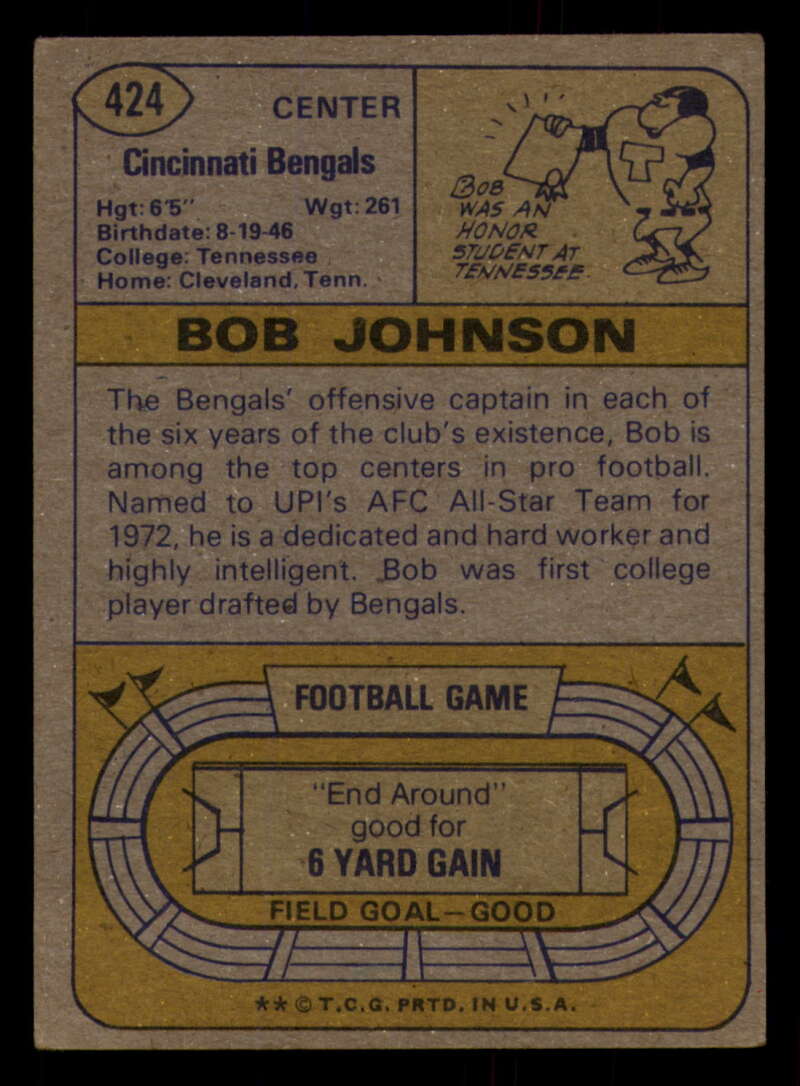 424
CENTER
Cincinnati Bengals
Hgt: 6'5" Wgt: 261
Birthdate: 8-19-46
College: Tennessee
Home: Cleveland, Tenn.
T
BOB
WAS AN
HONOR
STUDENT AT
TENNESSEE.
BOB JOHNSON
The Bengals' offensive captain in each of
the six years of the club's existence, Bob is
among the top centers in pro football.
Named to UPI's AFC All-Star Team for
1972, he is a dedicated and hard worker and
highly intelligent. Bob was first college
player drafted by Bengals.
FOOTBALL GAME
"End Around"
good for
6 YARD GAIN
FIELD GOAL—GOOD
** © T.C.G. PRTD. IN U.S.A.